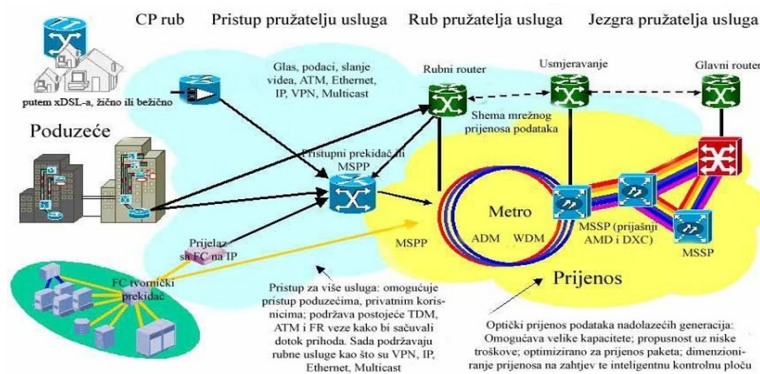 CP rub
Pristup pružatelju usluga
Rub pružatelja usluga
Jezgra pružatelja usluga
putem xDSL-a, žično ili bežično
Poduzeće
Glas, podaci, slanje
videa, ATM, Ethernet,
IP, VPN, Multicast
Rubni router
Usmjeravanje
Glavni router
Shema mrežnog
prijenosa podataka
Pristupni prekidač ili
MSPP
Metro
ADM WDM
MSPP
MSSP (prijašnji
AMD i DXC)
MSSP
Prijenos
Prijelaz
sa FC na IP
FC tvornički
prekidač
Pristup za više usluga: omogućuje
pristup poduzećima, privatnim koris-
nicima; podržava postojeće TDM,
ATM i FR veze kako bi sačuvali
dotok prihoda. Sada podržavaju
rubne usluge kao što su VPN, IP,
Ethernet, Multicast
Optički prijenos podataka nadolazećih generacija:
Omogućava velike kapacitete; propusnost uz niske
troškove; optimizirano za prijenos paketa; dimenzioni-
ranje prijenosa na zahtjev te inteligentnu kontrolnu ploču